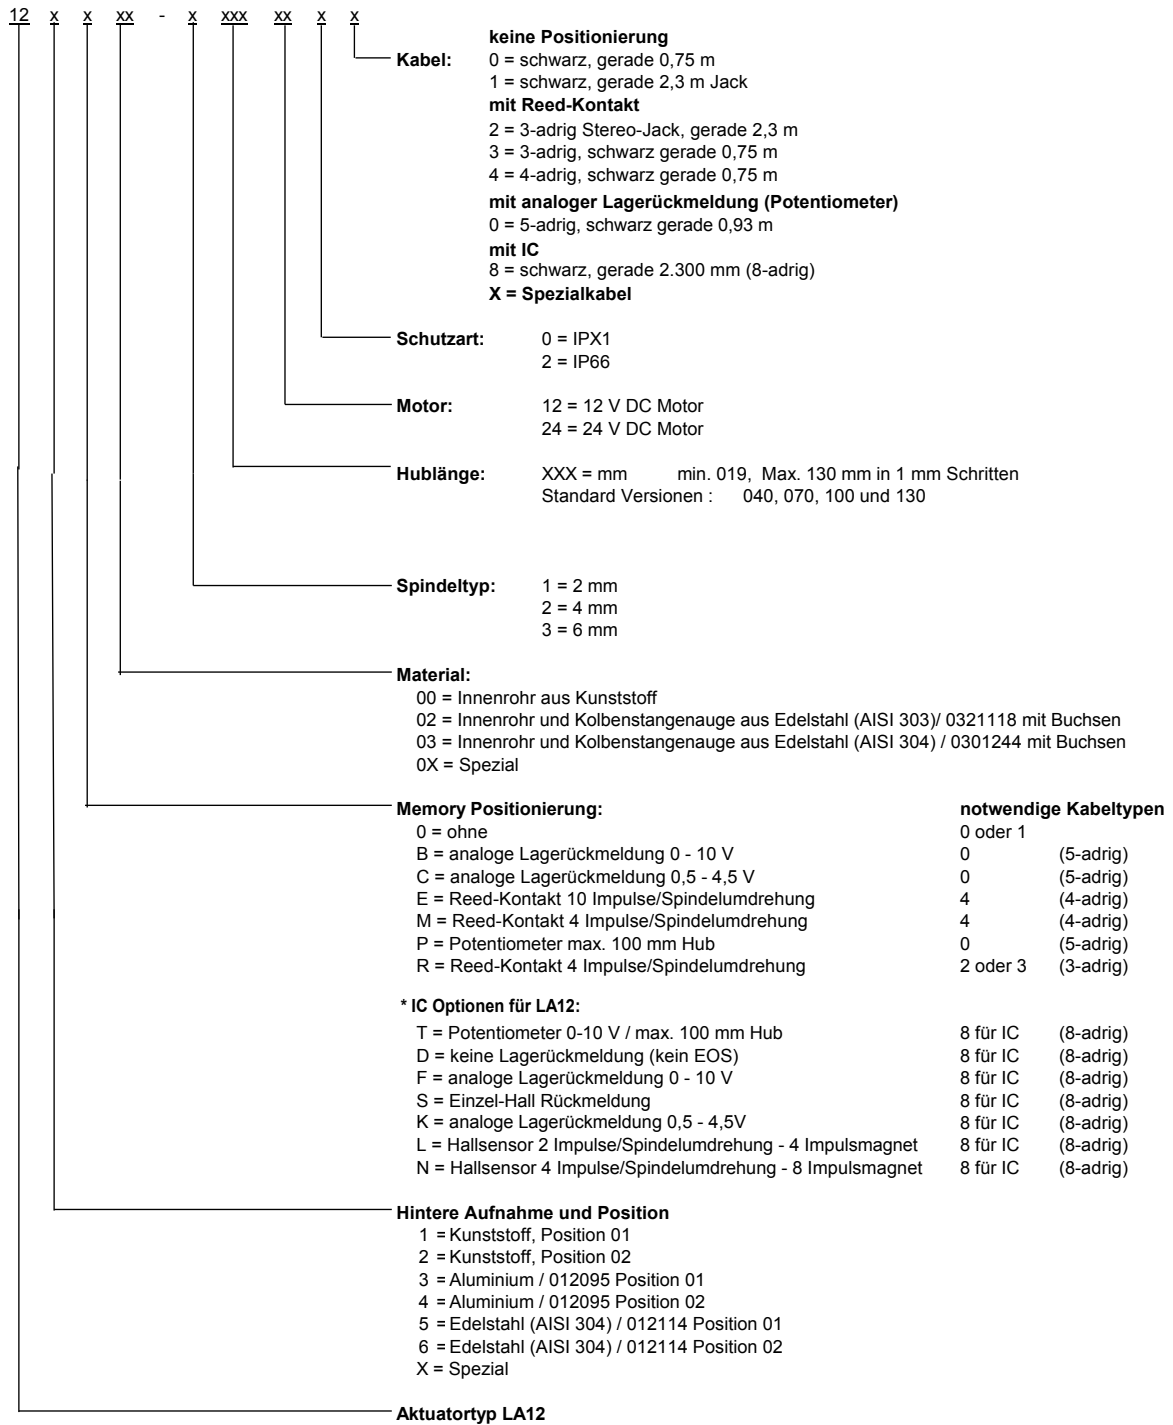 12 x x xx - x xxx xx x x
keine Positionierung
Kabel: 0 = schwarz, gerade 0,75 m
1 = schwarz, gerade 2,3 m Jack
mit Reed-Kontakt
2 = 3-adrig Stereo-Jack, gerade 2,3 m
3 = 3-adrig, schwarz gerade 0,75 m
4 = 4-adrig, schwarz gerade 0,75 m
mit analoger Lagerückmeldung (Potentiometer)
0 = 5-adrig, schwarz gerade 0,93 m
mit IC
8 = schwarz, gerade 2.300 mm (8-adrig)
X = Spezialkabel
Schutzart: 0 = IPX1
2 = IP66
Motor: 12 = 12 V DC Motor
24 = 24 V DC Motor
Hublänge: XXX = mm min. 019, Max. 130 mm in 1 mm Schritten
Standard Versionen : 040, 070, 100 und 130
Spindeltyp: 1 = 2 mm
2 = 4 mm
3 = 6 mm
Material:
00 = Innenrohr aus Kunststoff
02 = Innenrohr und Kolbenstangenauge aus Edelstahl (AISI 303)/ 0321118 mit Buchsen
03 = Innenrohr und Kolbenstangenauge aus Edelstahl (AISI 304) / 0301244 mit Buchsen
0X = Spezial
Memory Positionierung: notwendige Kabeltypen
0 = ohne 0 oder 1
B = analoge Lagerückmeldung 0 - 10 V 0 (5-adrig)
C = analoge Lagerückmeldung 0,5 - 4,5 V 0 (5-adrig)
E = Reed-Kontakt 10 Impulse/Spindelumdrehung 4 (4-adrig)
M = Reed-Kontakt 4 Impulse/Spindelumdrehung 4 (4-adrig)
P = Potentiometer max. 100 mm Hub 0 (5-adrig)
R = Reed-Kontakt 4 Impulse/Spindelumdrehung 2 oder 3 (3-adrig)
* IC Optionen für LA12:
T = Potentiometer 0-10 V / max. 100 mm Hub 8 für IC (8-adrig)
D = keine Lagerückmeldung (kein EOS) 8 für IC (8-adrig)
F = analoge Lagerückmeldung 0 - 10 V 8 für IC (8-adrig)
S = Einzel-Hall Rückmeldung 8 für IC (8-adrig)
K = analoge Lagerückmeldung 0,5 - 4,5V 8 für IC (8-adrig)
L = Hallsensor 2 Impulse/Spindelumdrehung - 4 Impulsmagnet 8 für IC (8-adrig)
N = Hallsensor 4 Impulse/Spindelumdrehung - 8 Impulsmagnet 8 für IC (8-adrig)
Hintere Aufnahme und Position
1 = Kunststoff, Position 01
2 = Kunststoff, Position 02
3 = Aluminium / 012095 Position 01
4 = Aluminium / 012095 Position 02
5 = Edelstahl (AISI 304) / 012114 Position 01
6 = Edelstahl (AISI 304) / 012114 Position 02
X = Spezial
Aktuatortyp LA12